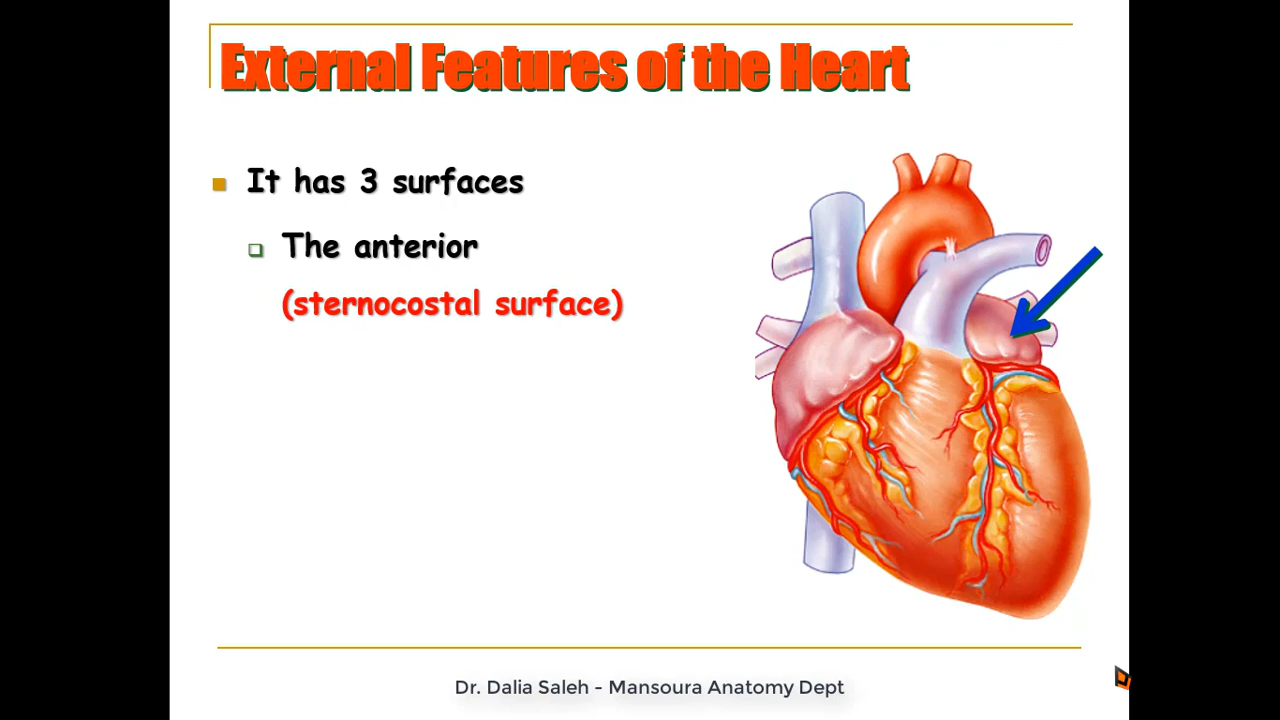 External Features of the Heart
It has 3 surfaces
The anterior
(sternocostal surface)
Dr. Dalia Saleh - Mansoura Anatomy Dept